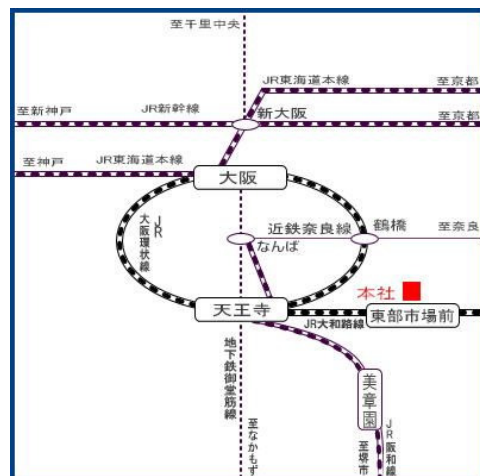 至千里中央
JR東海道本線
至京都
至新神戸
JR新幹線
新大阪
至京都
至神戸
JR東海道本線
大阪
JR
大阪環状線
近鉄奈良線
鶴橋
至奈良
なんば
本社
天王寺
JR大和路線
東部市場前
地下鉄御堂筋線
美章園
至なかもず
至堺市
JR阪和線